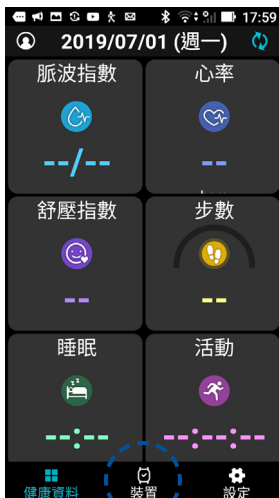 17:59
2019/07/01 (週一)
脈波指數
心率
--/--
--
舒壓指數
步數
--
--
睡眠
活動
--:--
--:--:--
健康資料
裝置
設定